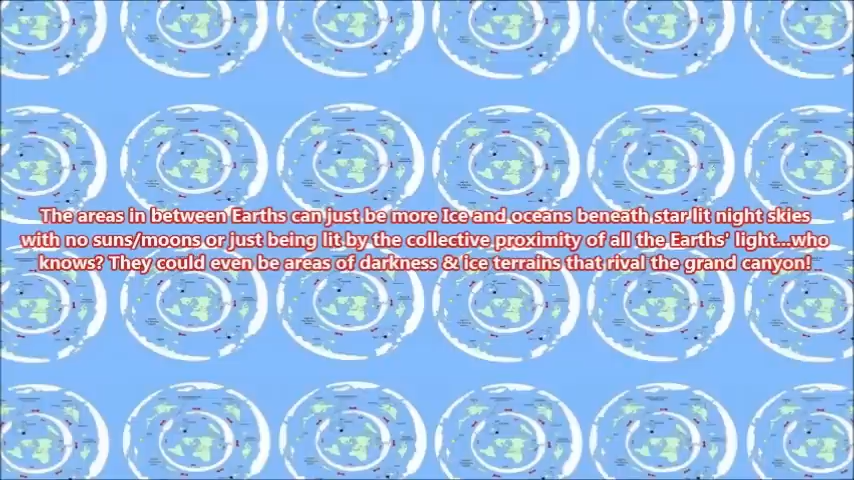 The areas in between Earths can just be more Ice and oceans beneath star lit night skies
with no suns/moons or just being lit by the collective proximity of all the Earths' light...who
knows? They could even be areas of darkness & Ice terrains that rival the grand canyon!